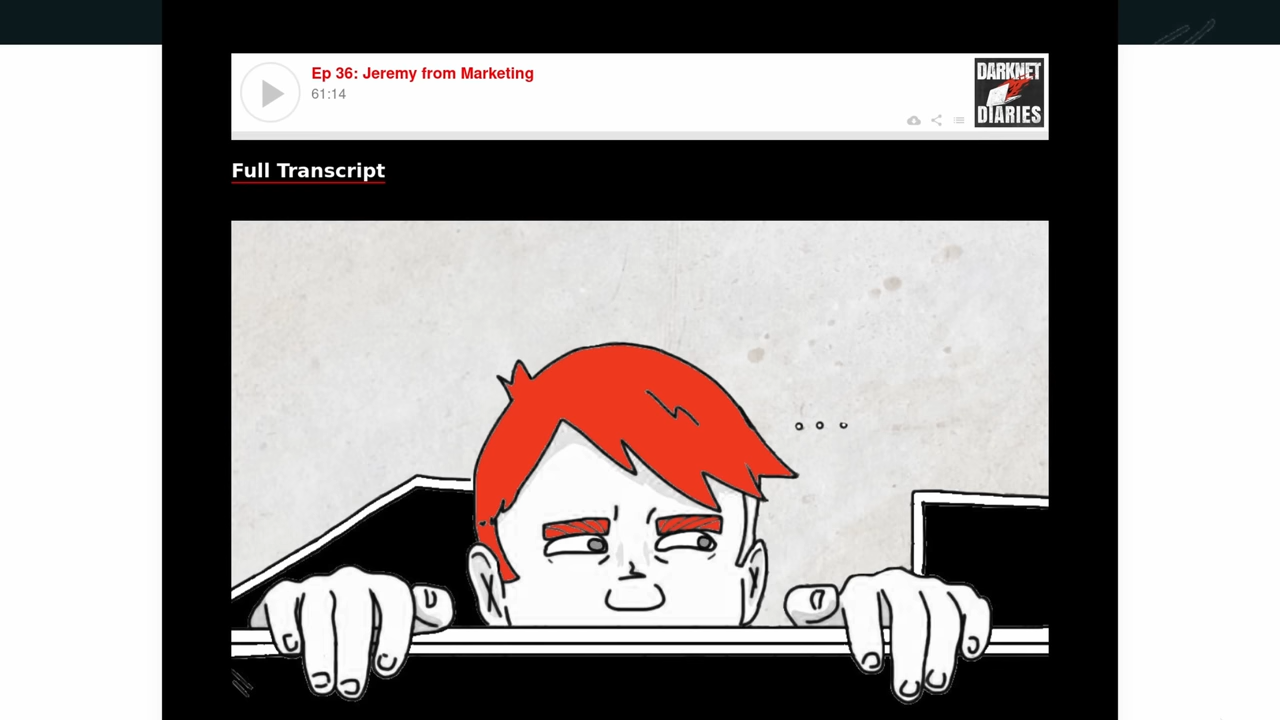 Ep 36: Jeremy from Marketing
61:14
DARKNET
DIARIES
Full Transcript